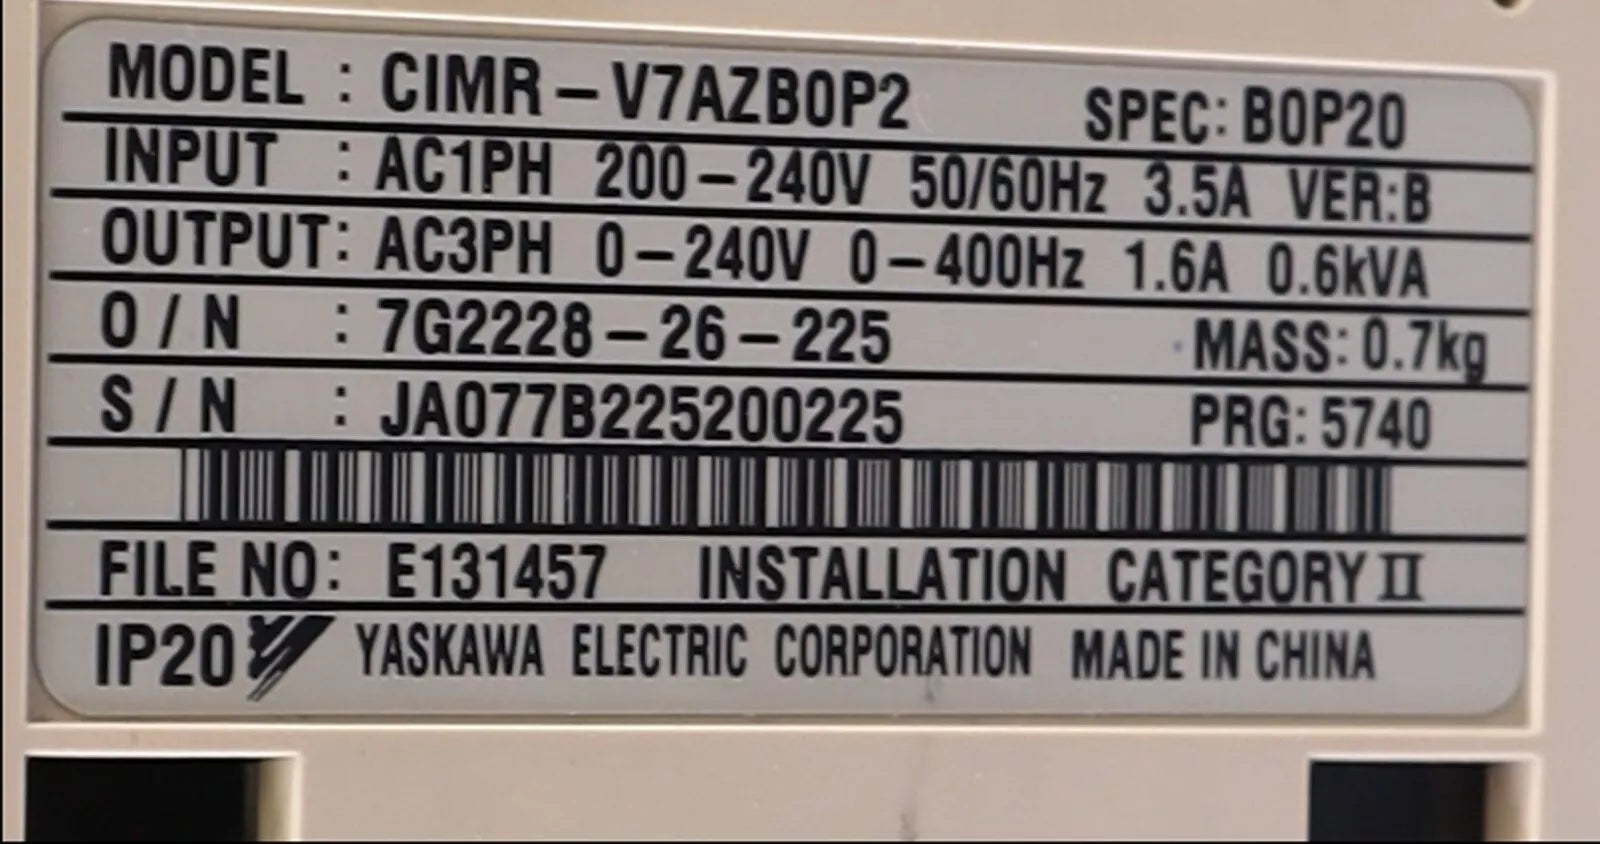 MODEL : CIMR-V7AZB0P2 SPEC: B0P20
INPUT : AC1PH 200-240V 50/60Hz 3.5A VER:B
OUTPUT: AC3PH 0-240V 0-400Hz 1.6A 0.6kVA
O / N : 7G2228-26-225 MASS: 0.7kg
S / N : JA077B225200225 PRG: 5740
FILE NO: E131457 INSTALLATION CATEGORY II
IP20 YASKAWA ELECTRIC CORPORATION MADE IN CHINA